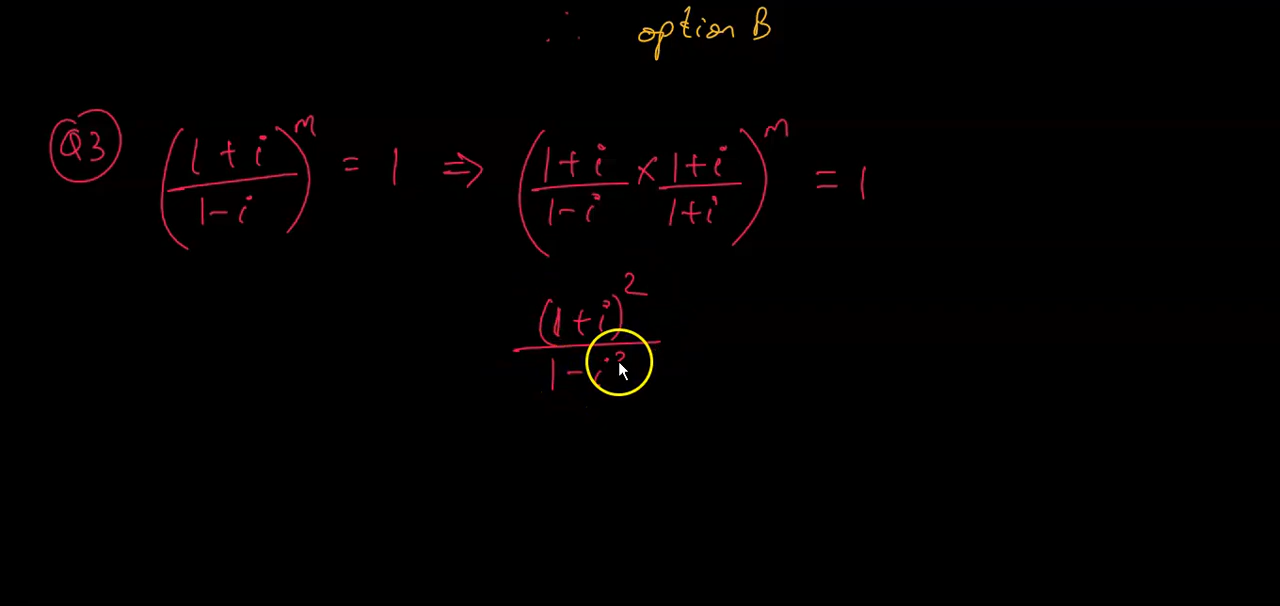 ∴ option B
Q3 ((1+i)/(1-i))^m = 1 ⇒ ((1+i)/(1-i) × (1+i)/(1+i))^m = 1
(1+i)^2
1-i^2